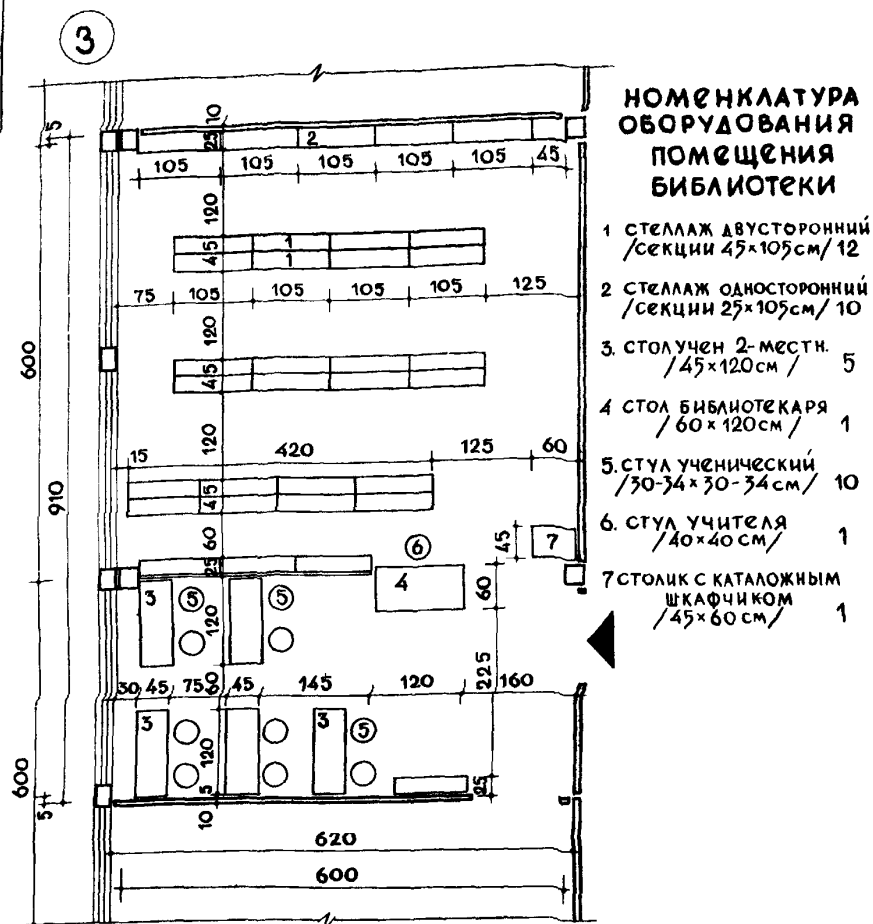 3
НОМЕНКЛАТУРА
ОБОРУДОВАНИЯ
ПОМЕЩЕНИЯ
БИБЛИОТЕКИ
1 СТЕЛЛАЖ ДВУСТОРОННИЙ
/СЕКЦИИ 45×105см/ 12
2 СТЕЛЛАЖ ОДНОСТОРОННИЙ
/СЕКЦИИ 25×105см/ 10
3. СТОЛ УЧЕН 2-МЕСТН.
/45×120см/ 5
4 СТОЛ БИБЛИОТЕКАРЯ
/60×120см/ 1
5. СТУЛ УЧЕНИЧЕСКИЙ
/30-34×30-34см/ 10
6. СТУЛ УЧИТЕЛЯ
/40×40см/ 1
7 СТОЛИК С КАТАЛОЖНЫМ
ШКАФЧИКОМ
/45×60см/ 1
5
10
25
2
105 105 105 105 105 45
120
45
1
1
75 105 105 105 105 125
120
600
45
120
15 420 125 60
910
45
60
45
7
6
25
4
60
3 5 5
120
60
225
30 45 75 45 145 120 160
3 3 5
120
600
25
5
5
10
620
600